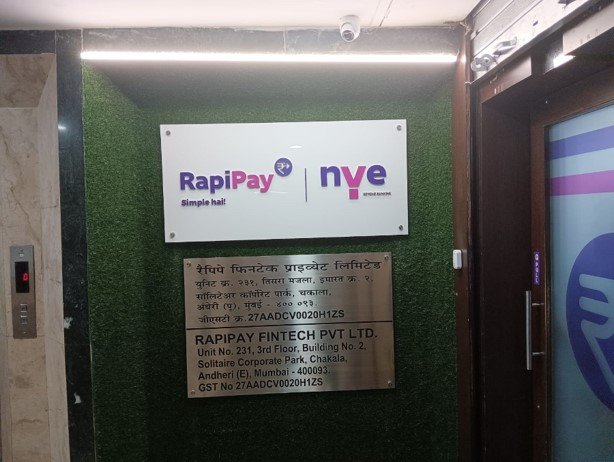 RapiPay
Simple hai!
nye
BEYOND BANKING
रॅपिपे फिनटेक प्राइव्हेट लिमिटेड
युनिट क्र. २३१, तिसरा मजला, इमारत क्र. २,
सॉलिटेअर कॉर्पोरेट पार्क, चकाला,
अंधेरी (पू), मुंबई - ४०० ०९३.
जीएसटी क्र.27AADCV0020H1ZS
RAPIPAY FINTECH PVT LTD.
Unit No. 231, 3rd Floor, Building No. 2,
Solitaire Corporate Park, Chakala,
Andheri (E), Mumbai - 400093.
GST No 27AADCV0020H1ZS